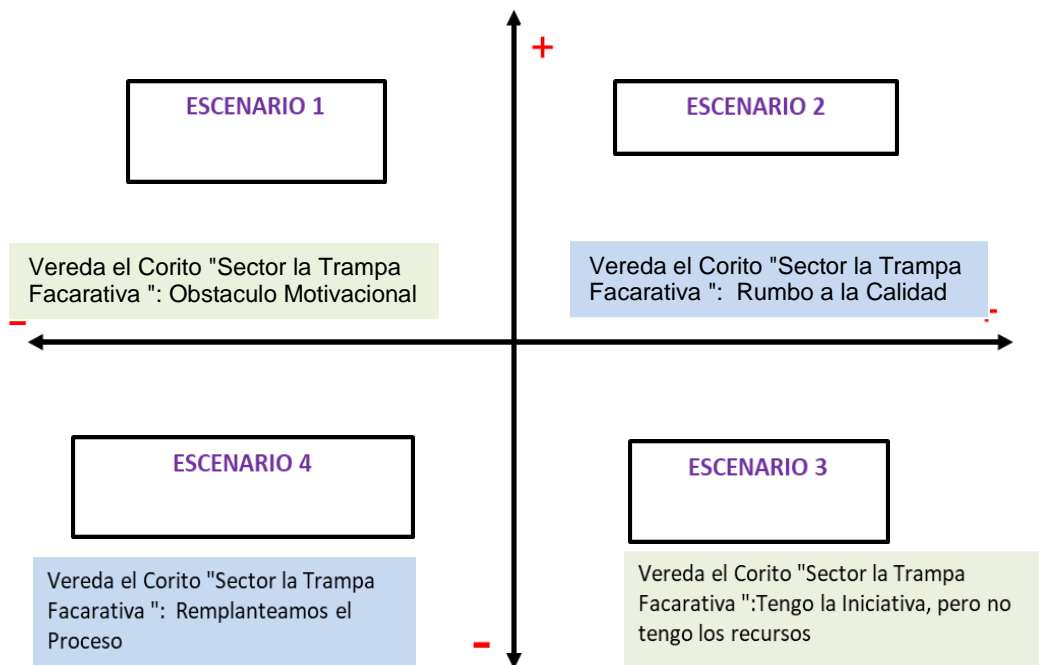 +
ESCENARIO 1
ESCENARIO 2
Vereda el Corito "Sector la Trampa
Facarativa ": Obstaculo Motivacional
Vereda el Corito "Sector la Trampa
Facarativa ":  Rumbo a la Calidad
–
+
ESCENARIO 4
ESCENARIO 3
Vereda el Corito "Sector la Trampa
Facarativa ":  Remplanteamos el
Proceso
Vereda el Corito "Sector la Trampa
Facarativa ":Tengo la Iniciativa, pero no
tengo los recursos
–